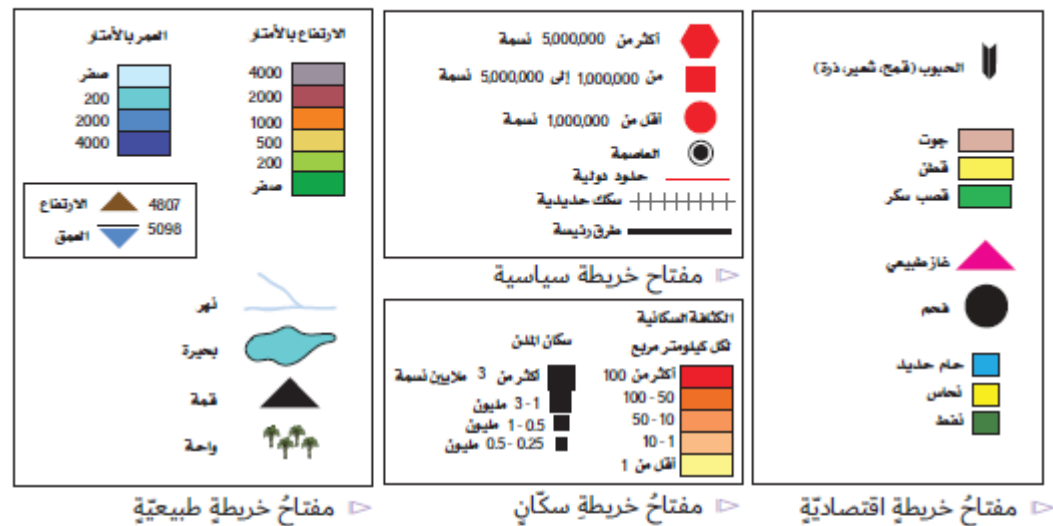 الحبوب (قمح، شعير، ذرة)
جوت
قطن
قصب سكر
غاز طبيعي
فحم
خام حديد
نحاس
نفط
مفتاحُ خريطةٍ اقتصاديّةٍ
أكثر من 5,000,000 نسمة
من 1,000,000 إلى 5,000,000 نسمة
أقل من 1,000,000 نسمة
العاصمة
حدود دولية
سكك حديدية
طرق رئيسة
مفتاح خريطة سياسية
الكثافة السكانية
لكل كيلومتر مربع
أكثر من 100
50 - 100
10 - 50
1 - 10
أقل من 1
سكان المدن
أكثر من 3 ملايين نسمة
1 - 3 مليون
0.5 - 1 مليون
0.25 - 0.5 مليون
مفتاحُ خريطةِ سكّانٍ
الارتفاع بالأمتار
4000
2000
1000
500
200
صفر
العمر بالأمتار
صفر
200
2000
4000
4807 الارتفاع
5098 العمق
نهر
بحيرة
قمة
واحة
مفتاحُ خريطةٍ طبيعيّةٍ